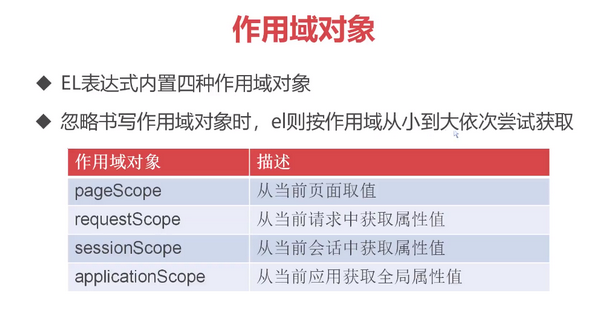 作用域对象
EL表达式内置四种作用域对象
忽略书写作用域对象时，el则按作用域从小到大依次尝试获取
作用域对象 描述
pageScope 从当前页面取值
requestScope 从当前请求中获取属性值
sessionScope 从当前会话中获取属性值
applicationScope 从当前应用获取全局属性值